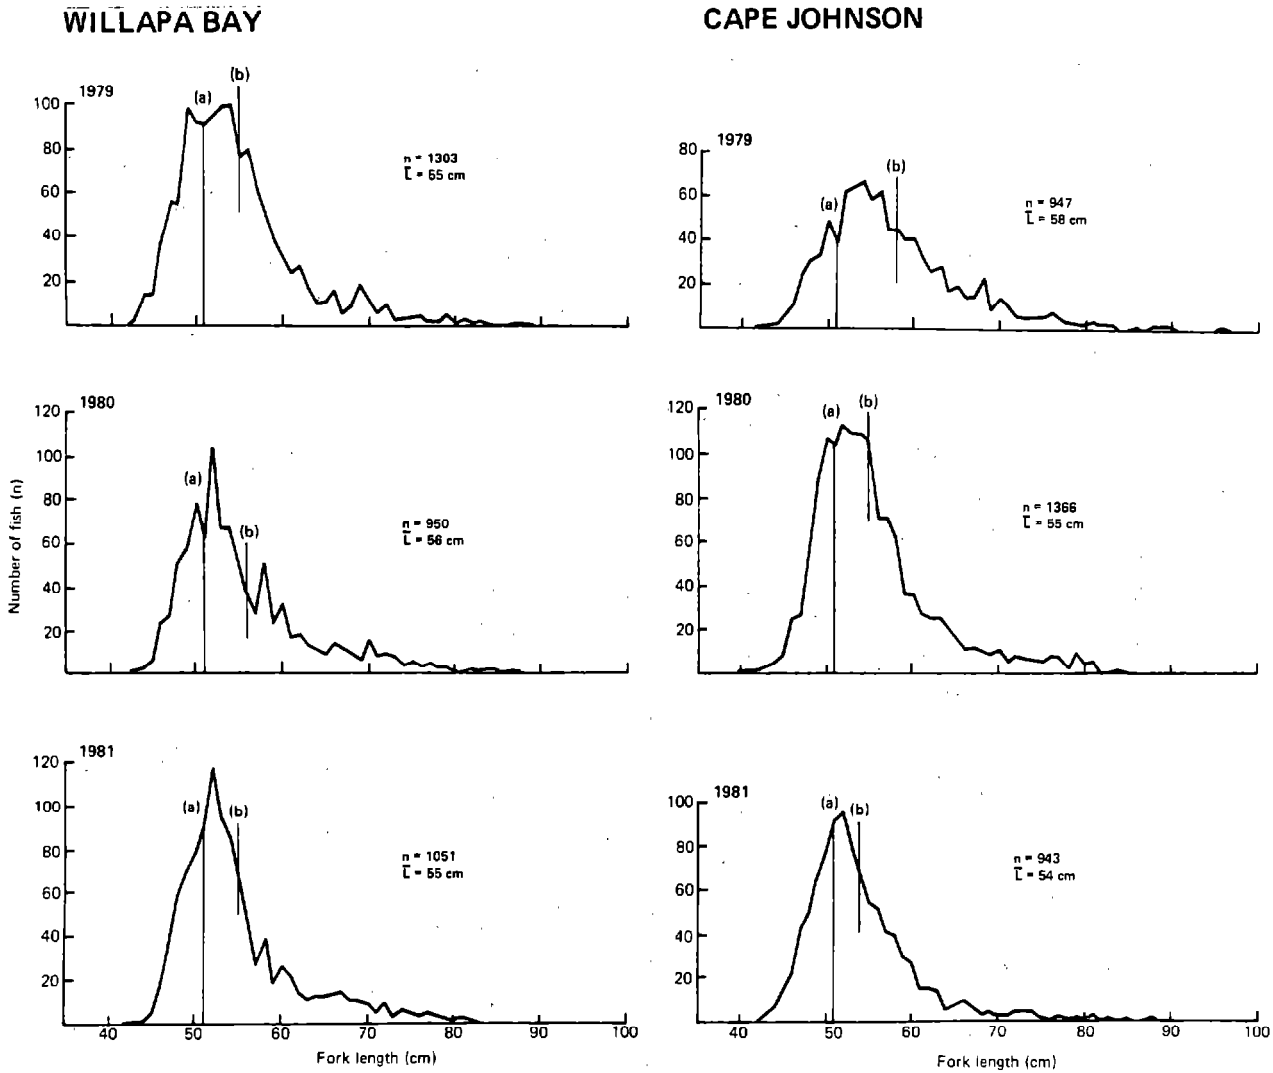 WILLAPA BAY
CAPE JOHNSON
1979
(a)
(b)
100
80
60
40
20
n = 1303
L̅ = 55 cm
1979
(a)
(b)
80
60
40
20
n = 947
L̅ = 58 cm
1980
(a)
(b)
120
100
80
60
40
20
n = 950
L̅ = 56 cm
1980
(a)
(b)
120
100
80
60
40
20
n = 1366
L̅ = 55 cm
Number of fish (n)
1981
(a)
(b)
120
100
80
60
40
20
n = 1051
L̅ = 55 cm
40 50 60 70 80 90 100
Fork length (cm)
1981
(a)
(b)
100
80
60
40
20
n = 943
L̅ = 54 cm
40 50 60 70 80 90 100
Fork length (cm)